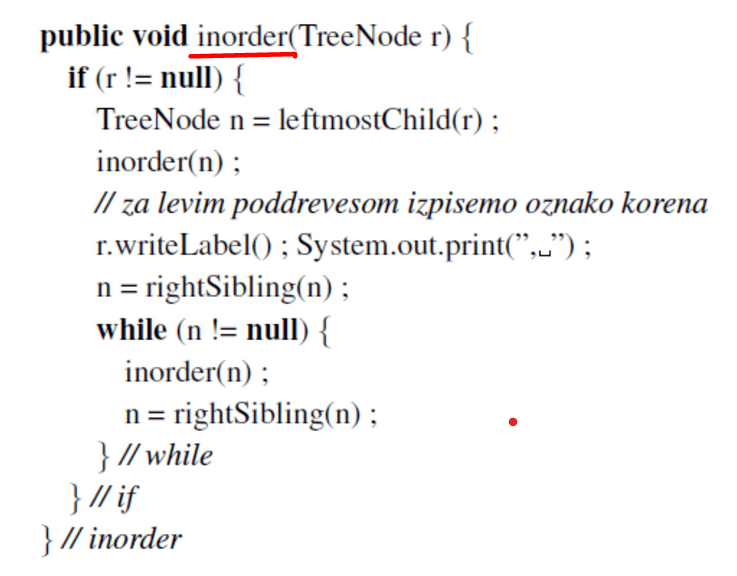 public void inorder(TreeNode r) {
if (r != null) {
TreeNode n = leftmostChild(r) ;
inorder(n) ;
// za levim poddrevesom izpisemo oznako korena
r.writeLabel() ; System.out.print(”,␣”) ;
n = rightSibling(n) ;
while (n != null) {
inorder(n) ;
n = rightSibling(n) ;
} // while
} // if
} // inorder